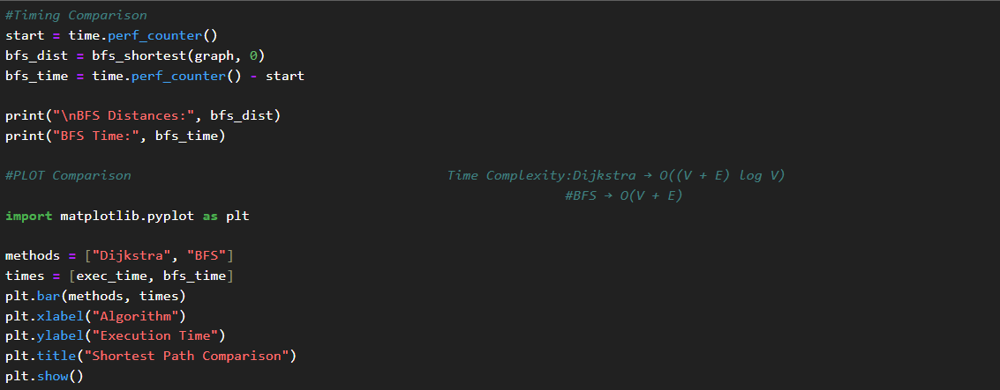 #Timing Comparison
start = time.perf_counter()
bfs_dist = bfs_shortest(graph, 0)
bfs_time = time.perf_counter() - start
print("\nBFS Distances:", bfs_dist)
print("BFS Time:", bfs_time)
#PLOT Comparison Time Complexity:Dijkstra → O((V + E) log V)
#BFS → O(V + E)
import matplotlib.pyplot as plt
methods = ["Dijkstra", "BFS"]
times = [exec_time, bfs_time]
plt.bar(methods, times)
plt.xlabel("Algorithm")
plt.ylabel("Execution Time")
plt.title("Shortest Path Comparison")
plt.show()